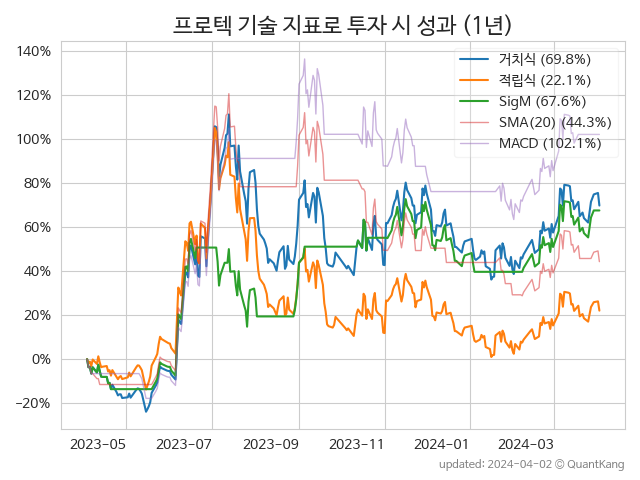 프로텍 기술 지표로 투자 시 성과 (1년)
140%
120%
100%
80%
60%
40%
20%
0%
−20%
거치식 (69.8%)
적립식 (22.1%)
SigM (67.6%)
SMA(20) (44.3%)
MACD (102.1%)
2023-05
2023-07
2023-09
2023-11
2024-01
2024-03
updated: 2024-04-02 © QuantKang